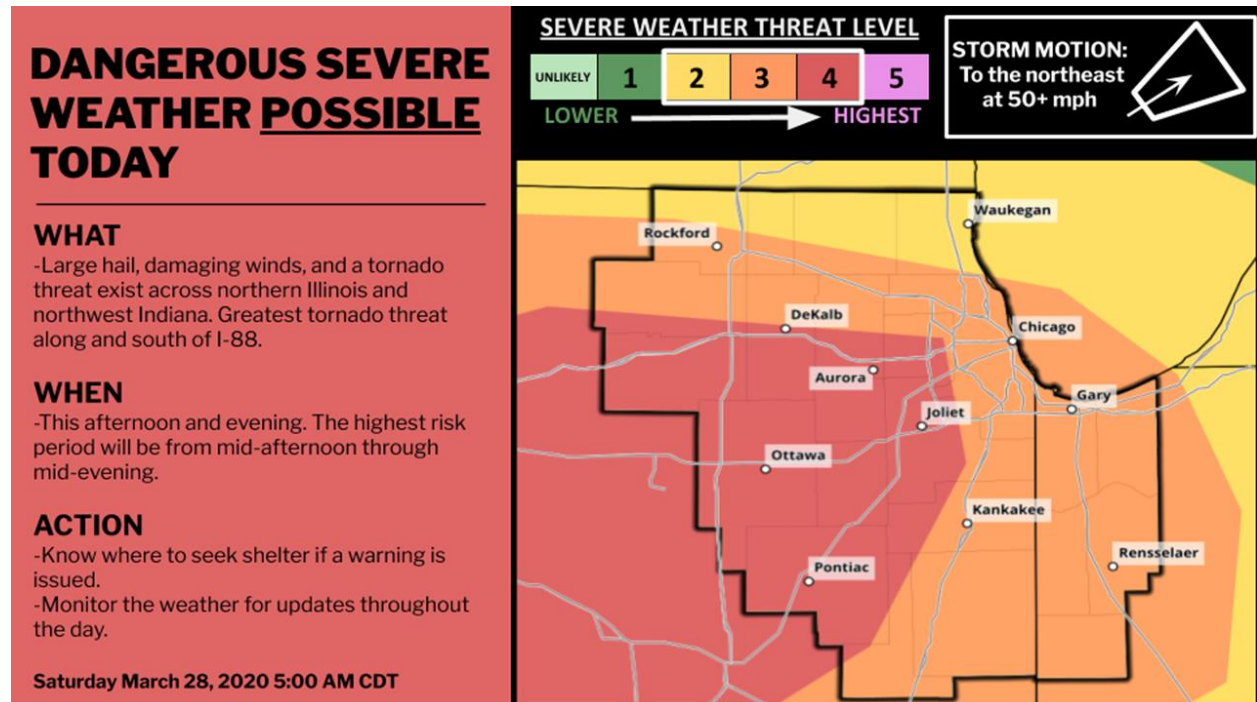 DANGEROUS SEVERE
WEATHER POSSIBLE
TODAY
WHAT
-Large hail, damaging winds, and a tornado
threat exist across northern Illinois and
northwest Indiana. Greatest tornado threat
along and south of I-88.
WHEN
-This afternoon and evening. The highest risk
period will be from mid-afternoon through
mid-evening.
ACTION
-Know where to seek shelter if a warning is
issued.
-Monitor the weather for updates throughout
the day.
Saturday March 28, 2020 5:00 AM CDT
SEVERE WEATHER THREAT LEVEL
UNLIKELY 1 2 3 4 5
LOWER HIGHEST
STORM MOTION:
To the northeast
at 50+ mph
Waukegan
Rockford
DeKalb
Chicago
Aurora
Gary
Joliet
Ottawa
Kankakee
Rensselaer
Pontiac